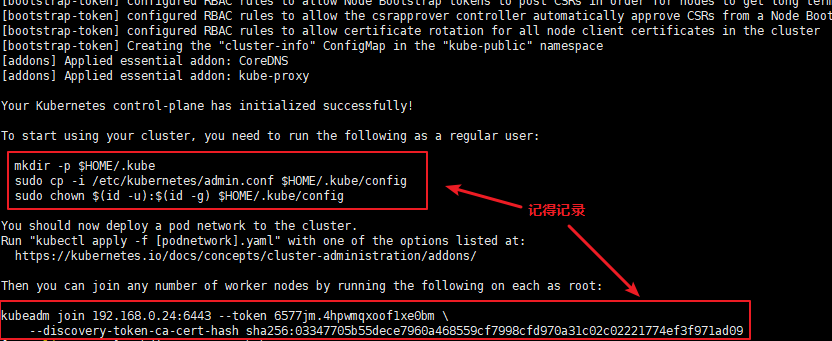 [bootstrap-token] configured RBAC rules to allow Node Bootstrap tokens to post CSRs in order for nodes to get long term
[bootstrap-token] configured RBAC rules to allow the csrapprover controller automatically approve CSRs from a Node Boot
[bootstrap-token] configured RBAC rules to allow certificate rotation for all node client certificates in the cluster
[bootstrap-token] Creating the "cluster-info" ConfigMap in the "kube-public" namespace
[addons] Applied essential addon: CoreDNS
[addons] Applied essential addon: kube-proxy
Your Kubernetes control-plane has initialized successfully!
To start using your cluster, you need to run the following as a regular user:
mkdir -p $HOME/.kube
sudo cp -i /etc/kubernetes/admin.conf $HOME/.kube/config
sudo chown $(id -u):$(id -g) $HOME/.kube/config
记得记录
You should now deploy a pod network to the cluster.
Run "kubectl apply -f [podnetwork].yaml" with one of the options listed at:
https://kubernetes.io/docs/concepts/cluster-administration/addons/
Then you can join any number of worker nodes by running the following on each as root:
kubeadm join 192.168.0.24:6443 --token 6577jm.4hpwmqxoof1xe0bm \
--discovery-token-ca-cert-hash sha256:03347705b55dece7960a468559cf7998cfd970a31c02c02221774ef3f971ad09